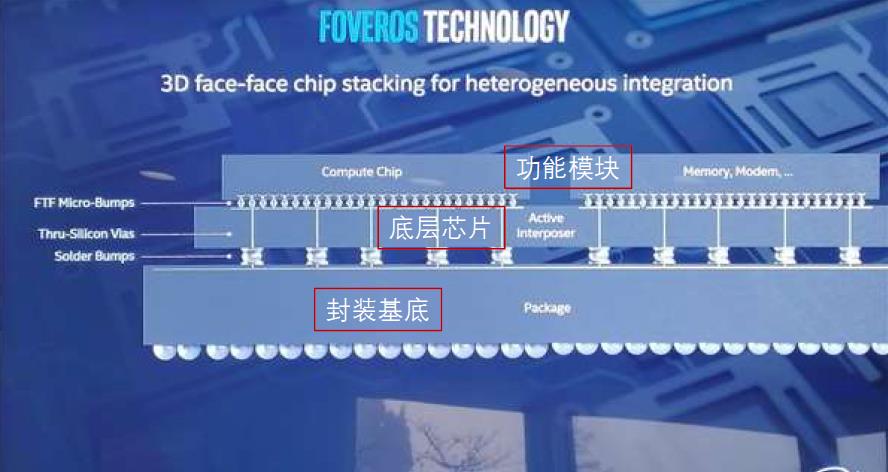 FOVEROS TECHNOLOGY
3D face-face chip stacking for heterogeneous integration
Compute Chip
功能模块
Memory, Modem, ...
FTF Micro-Bumps
底层芯片
Active
Interposer
Thru-Silicon Vias
Solder Bumps
封装基底
Package